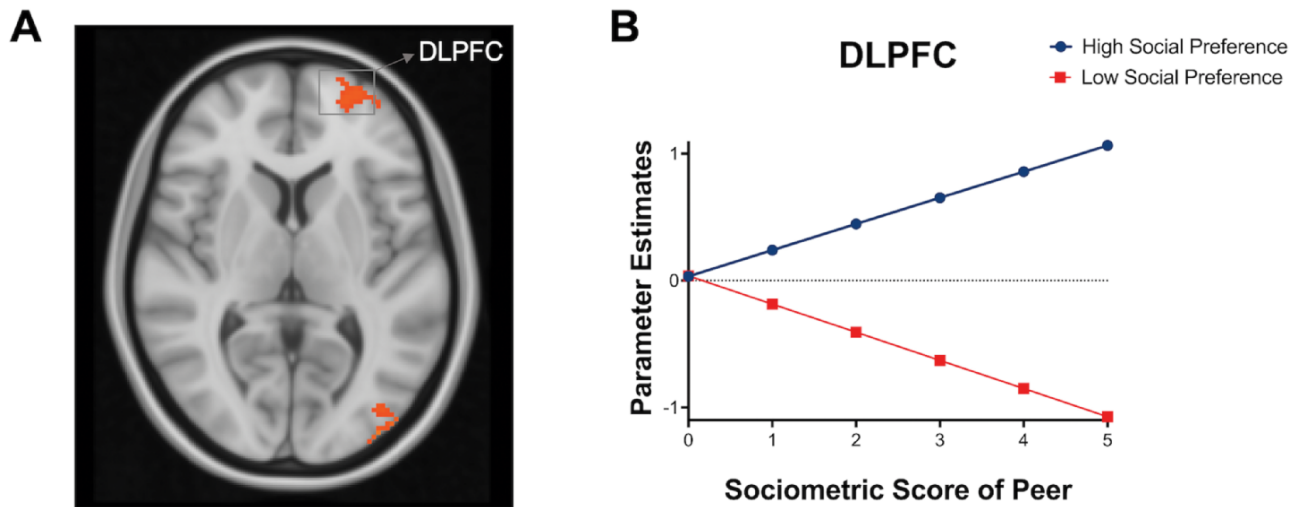 A
DLPFC
B
DLPFC
High Social Preference
Low Social Preference
Parameter Estimates
1
0
-1
0 1 2 3 4 5
Sociometric Score of Peer